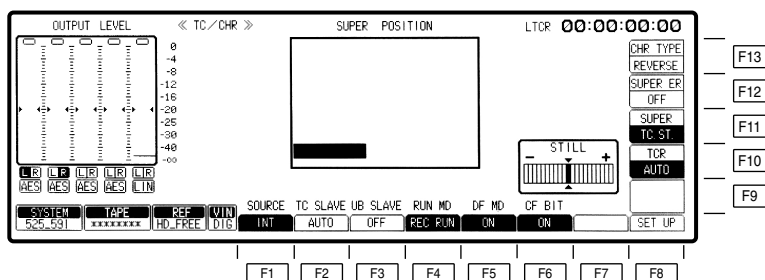 OUTPUT LEVEL
≪ TC/CHR ≫
SUPER POSITION
LTCR 00:00:00:00
0
-4
-8
-12
-16
-20
-25
-30
-40
-∞
L R L R L R L R L R
AES AES AES AES LIN
STILL
- +
CHR TYPE
REVERSE
F13
SUPER ER
OFF
F12
SUPER
TC.ST.
F11
TCR
AUTO
F10
F9
SYSTEM TAPE REF VIN
525_59I xxxxxxxx HD_FREE DIG
SOURCE TC SLAVE UB SLAVE RUN MD DF MD CF BIT
INT AUTO OFF REC RUN ON ON SET UP
F1 F2 F3 F4 F5 F6 F7 F8